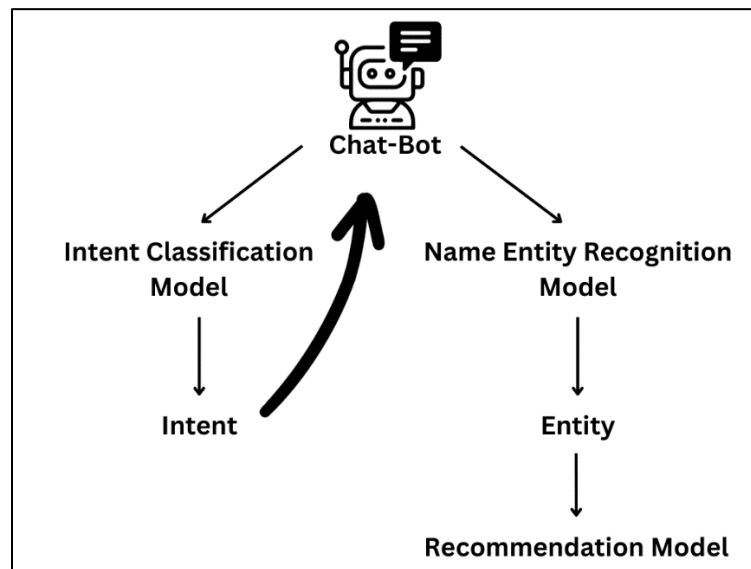 Chat-Bot
Intent Classification
Model
Name Entity Recognition
Model
Intent
Entity
Recommendation Model